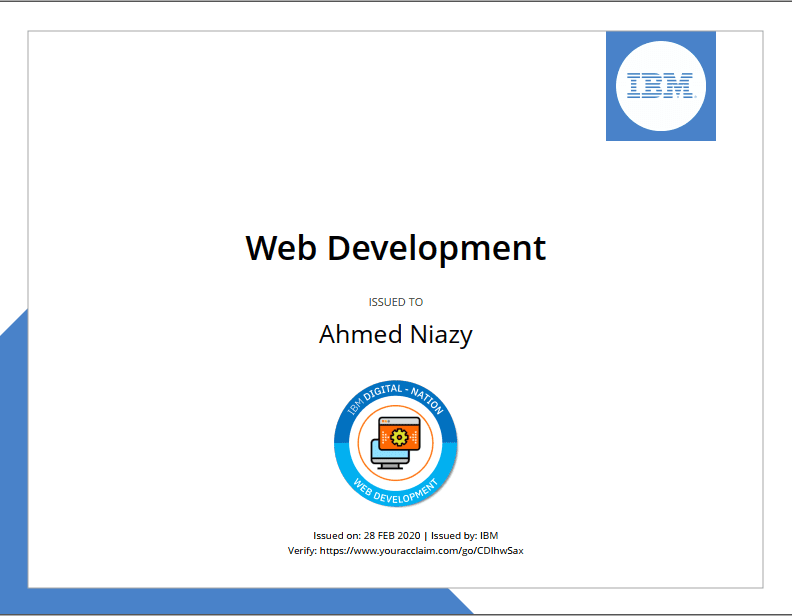 IBM
Web Development
ISSUED TO
Ahmed Niazy
IBM DIGITAL - NATION
WEB DEVELOPMENT
Issued on: 28 FEB 2020 | Issued by: IBM
Verify: https://www.youracclaim.com/go/CDIhwSax